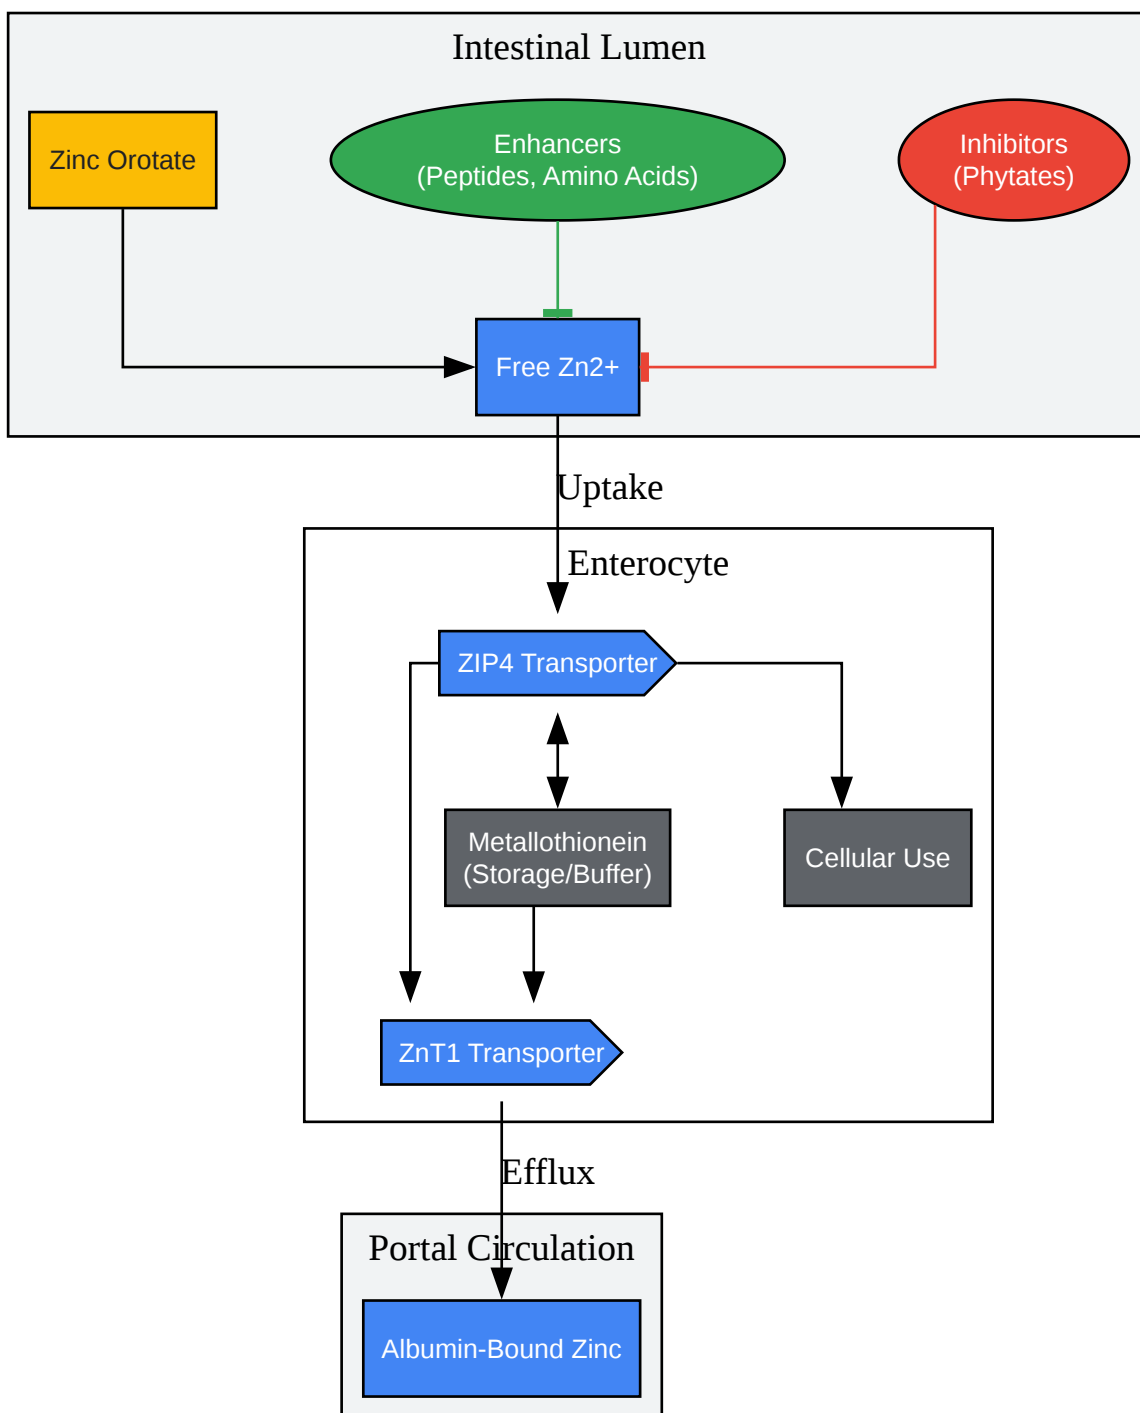 Intestinal Lumen
Zinc Orotate
Enhancers
(Peptides, Amino Acids)
Inhibitors
(Phytates)
Free Zn2+
Uptake
Enterocyte
ZIP4 Transporter
Metallothionein
(Storage/Buffer)
Cellular Use
ZnT1 Transporter
Efflux
Portal Circulation
Albumin-Bound Zinc